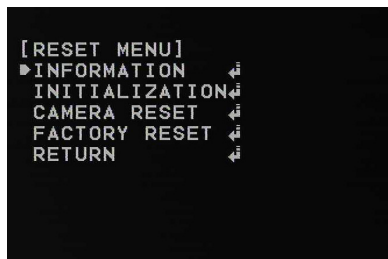 [RESET MENU]
INFORMATION
INITIALIZATION
CAMERA RESET
FACTORY RESET
RETURN